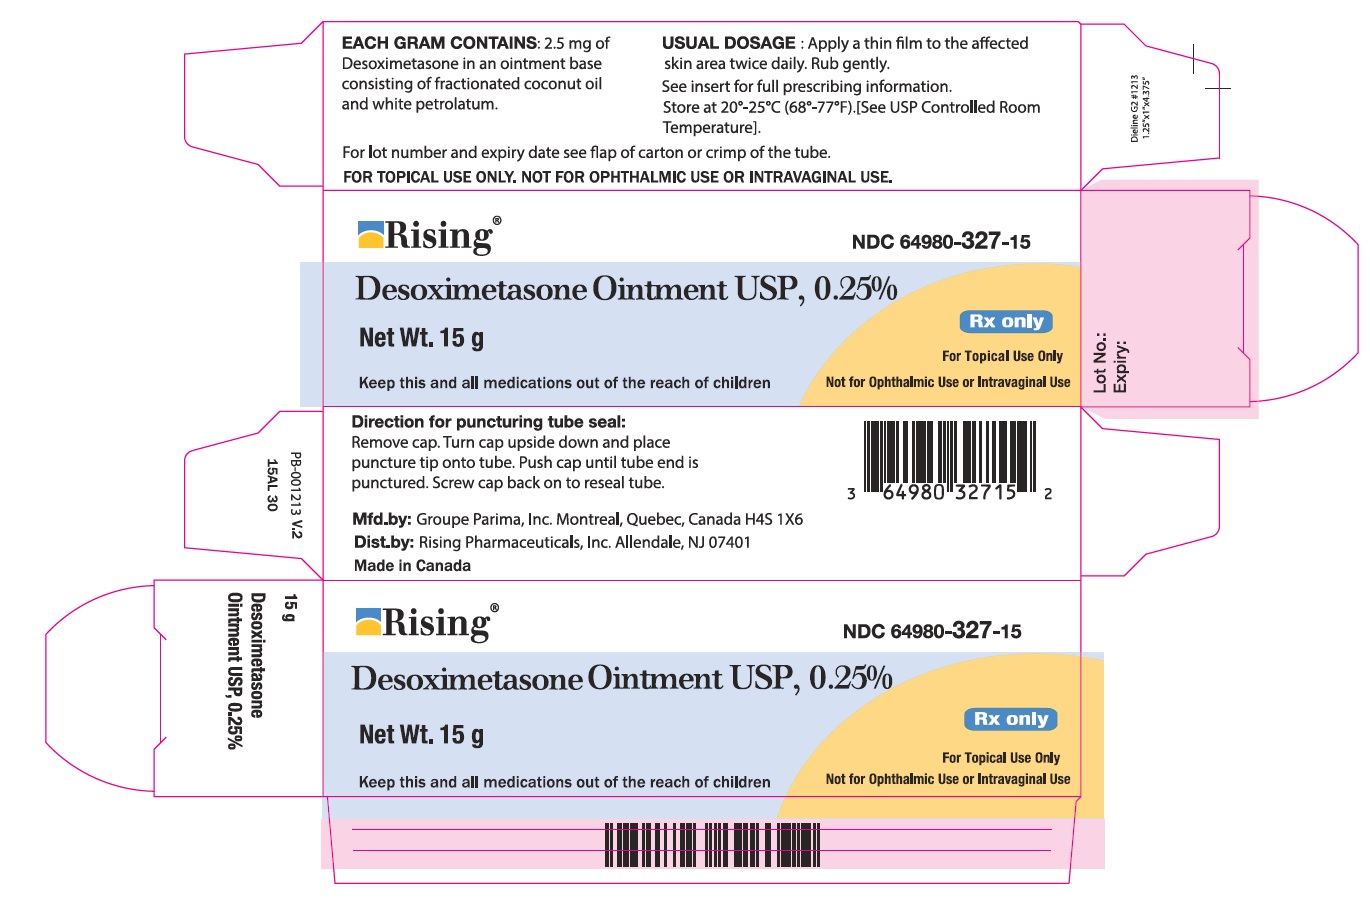 EACH GRAM CONTAINS: 2.5 mg of
Desoximetasone in an ointment base
consisting of fractionated coconut oil
and white petrolatum.
USUAL DOSAGE : Apply a thin film to the affected
skin area twice daily. Rub gently.
See insert for full prescribing information.
Store at 20°-25°C (68°-77°F).[See USP Controlled Room
Temperature].
For lot number and expiry date see flap of carton or crimp of the tube.
FOR TOPICAL USE ONLY. NOT FOR OPHTHALMIC USE OR INTRAVAGINAL USE.
Dieline G2 #1213
1.25"x1"x4.375"
Rising®
NDC 64980-327-15
Desoximetasone Ointment USP, 0.25%
Net Wt. 15 g
Rx only
For Topical Use Only
Keep this and all medications out of the reach of children
Not for Ophthalmic Use or Intravaginal Use
Lot No.:
Expiry:
Direction for puncturing tube seal:
Remove cap. Turn cap upside down and place
puncture tip onto tube. Push cap until tube end is
punctured. Screw cap back on to reseal tube.
Mfd.by: Groupe Parima, Inc. Montreal, Quebec, Canada H4S 1X6
Dist.by: Rising Pharmaceuticals, Inc. Allendale, NJ 07401
Made in Canada
3 64980 32715 2
PB-001213 V.2
15AL 30
15 g
Desoximetasone
Ointment USP, 0.25%
Rising®
NDC 64980-327-15
Desoximetasone Ointment USP, 0.25%
Net Wt. 15 g
Rx only
For Topical Use Only
Keep this and all medications out of the reach of children
Not for Ophthalmic Use or Intravaginal Use